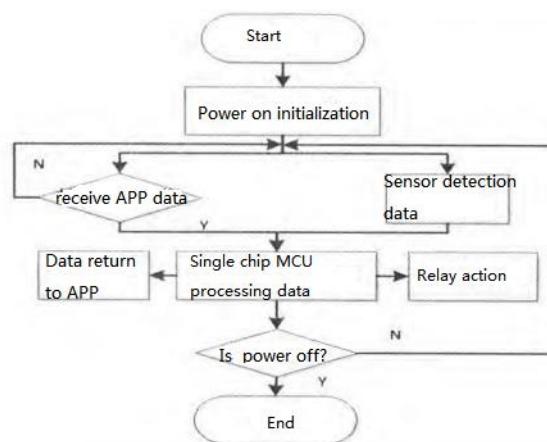 Start
Power on initialization
N
receive APP data
Sensor detection
data
Y
Data return
to APP
Single chip MCU
processing data
Relay action
Is power off?
N
Y
End